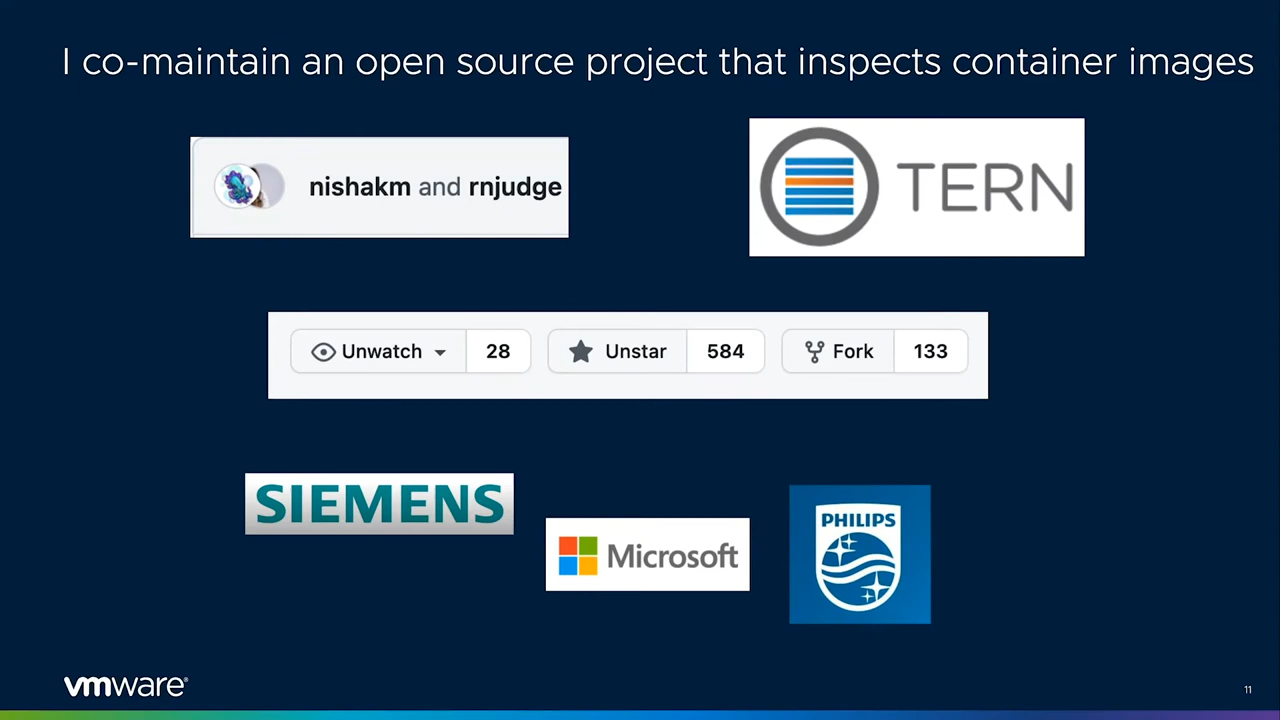 I co-maintain an open source project that inspects container images
nishakm and rnjudge
TERN
Unwatch 28 Unstar 584 Fork 133
SIEMENS
Microsoft
PHILIPS
vmware®
11